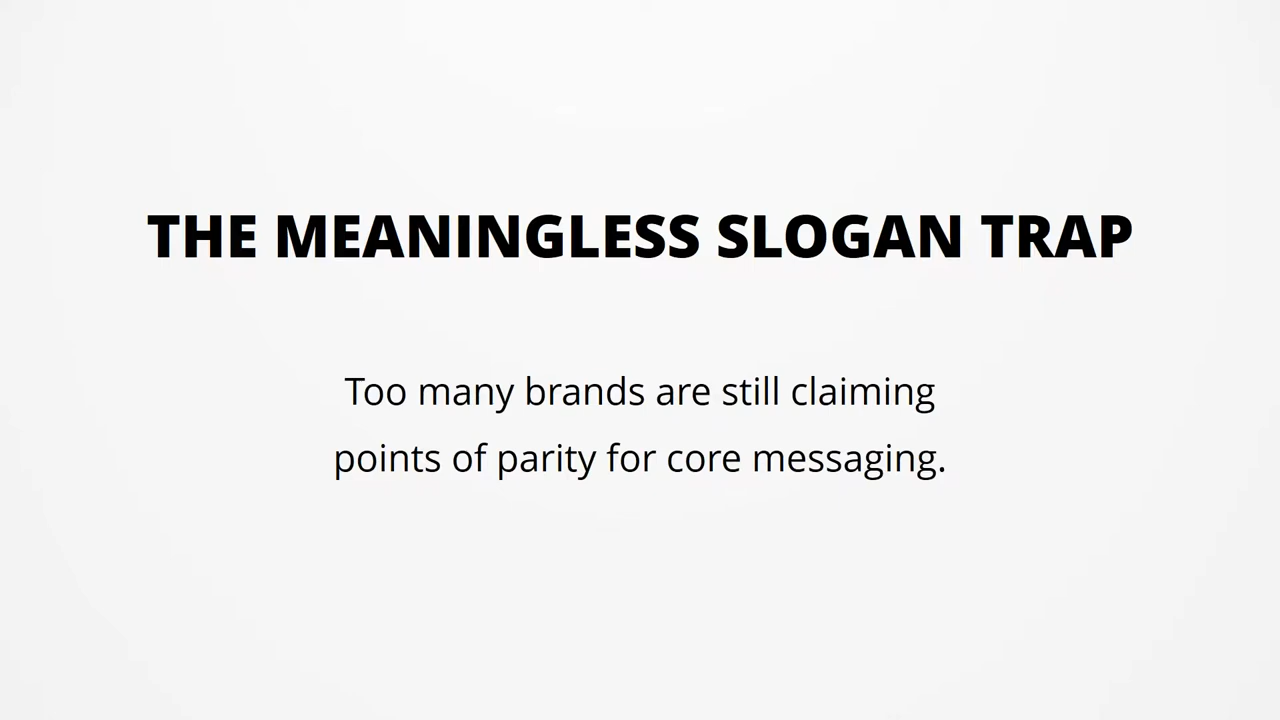 THE MEANINGLESS SLOGAN TRAP
Too many brands are still claiming
points of parity for core messaging.